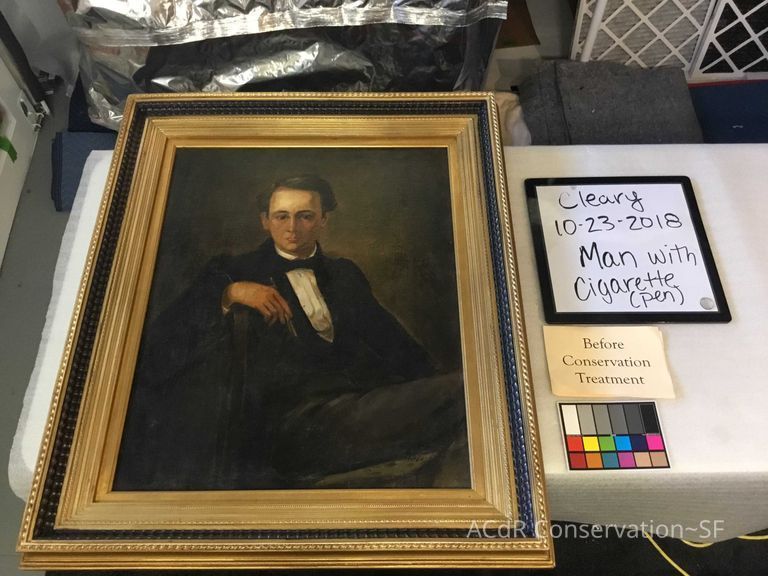 Cleary
10-23-2018
Man with
Cigarette
(pen)
Before
Conservation
Treatment
ACdR Conservation~SF